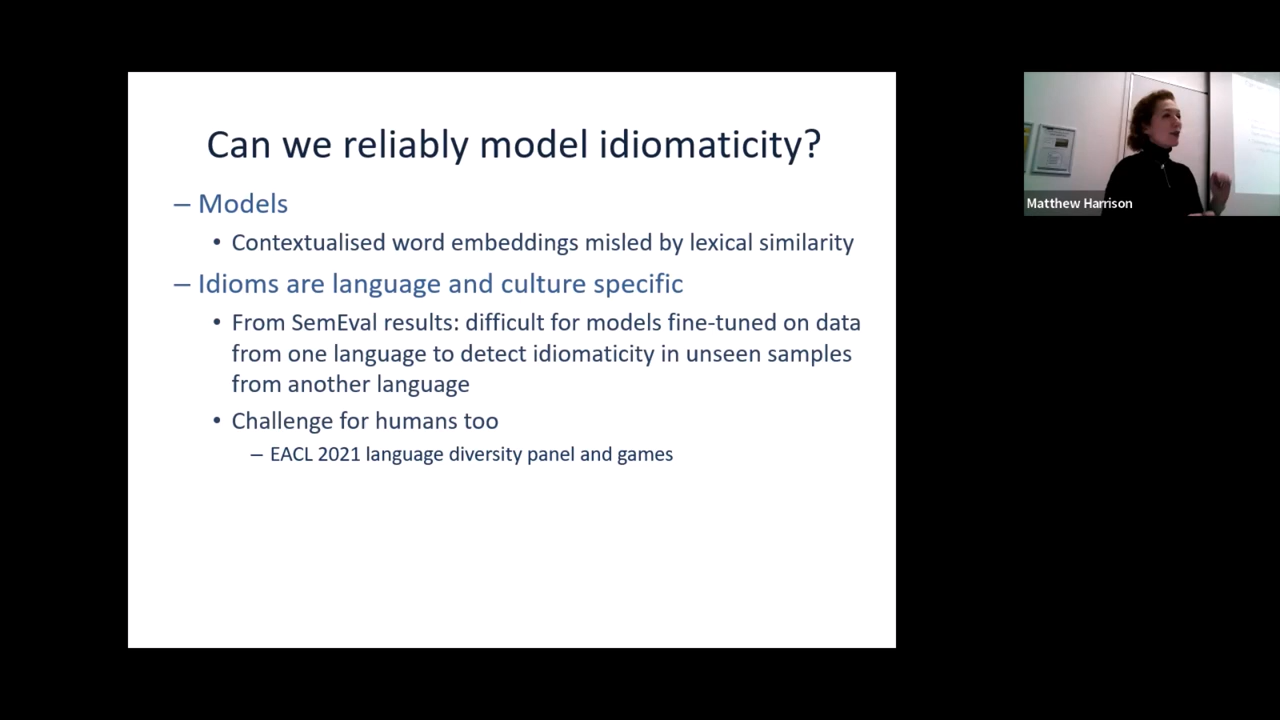 Can we reliably model idiomaticity?
– Models
• Contextualised word embeddings misled by lexical similarity
– Idioms are language and culture specific
• From SemEval results: difficult for models fine-tuned on data
from one language to detect idiomaticity in unseen samples
from another language
• Challenge for humans too
– EACL 2021 language diversity panel and games
Matthew Harrison